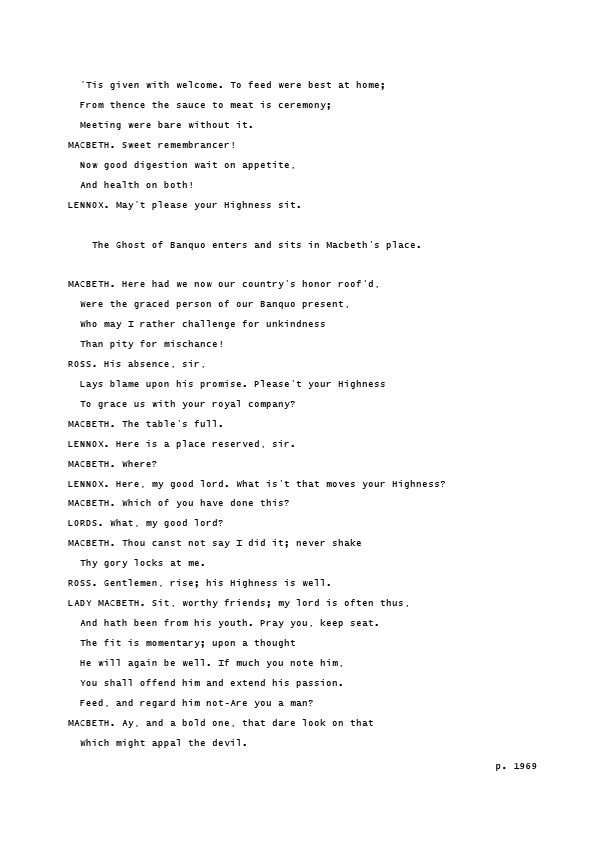 'Tis given with welcome. To feed were best at home;
From thence the sauce to meat is ceremony;
Meeting were bare without it.
MACBETH. Sweet remembrancer!
Now good digestion wait on appetite,
And health on both!
LENNOX. May't please your Highness sit.
The Ghost of Banquo enters and sits in Macbeth's place.
MACBETH. Here had we now our country's honor roof'd,
Were the graced person of our Banquo present,
Who may I rather challenge for unkindness
Than pity for mischance!
ROSS. His absence, sir,
Lays blame upon his promise. Please't your Highness
To grace us with your royal company?
MACBETH. The table's full.
LENNOX. Here is a place reserved, sir.
MACBETH. Where?
LENNOX. Here, my good lord. What is't that moves your Highness?
MACBETH. Which of you have done this?
LORDS. What, my good lord?
MACBETH. Thou canst not say I did it; never shake
Thy gory locks at me.
ROSS. Gentlemen, rise; his Highness is well.
LADY MACBETH. Sit, worthy friends; my lord is often thus,
And hath been from his youth. Pray you, keep seat.
The fit is momentary; upon a thought
He will again be well. If much you note him,
You shall offend him and extend his passion.
Feed, and regard him not-Are you a man?
MACBETH. Ay, and a bold one, that dare look on that
Which might appal the devil.
p. 1969